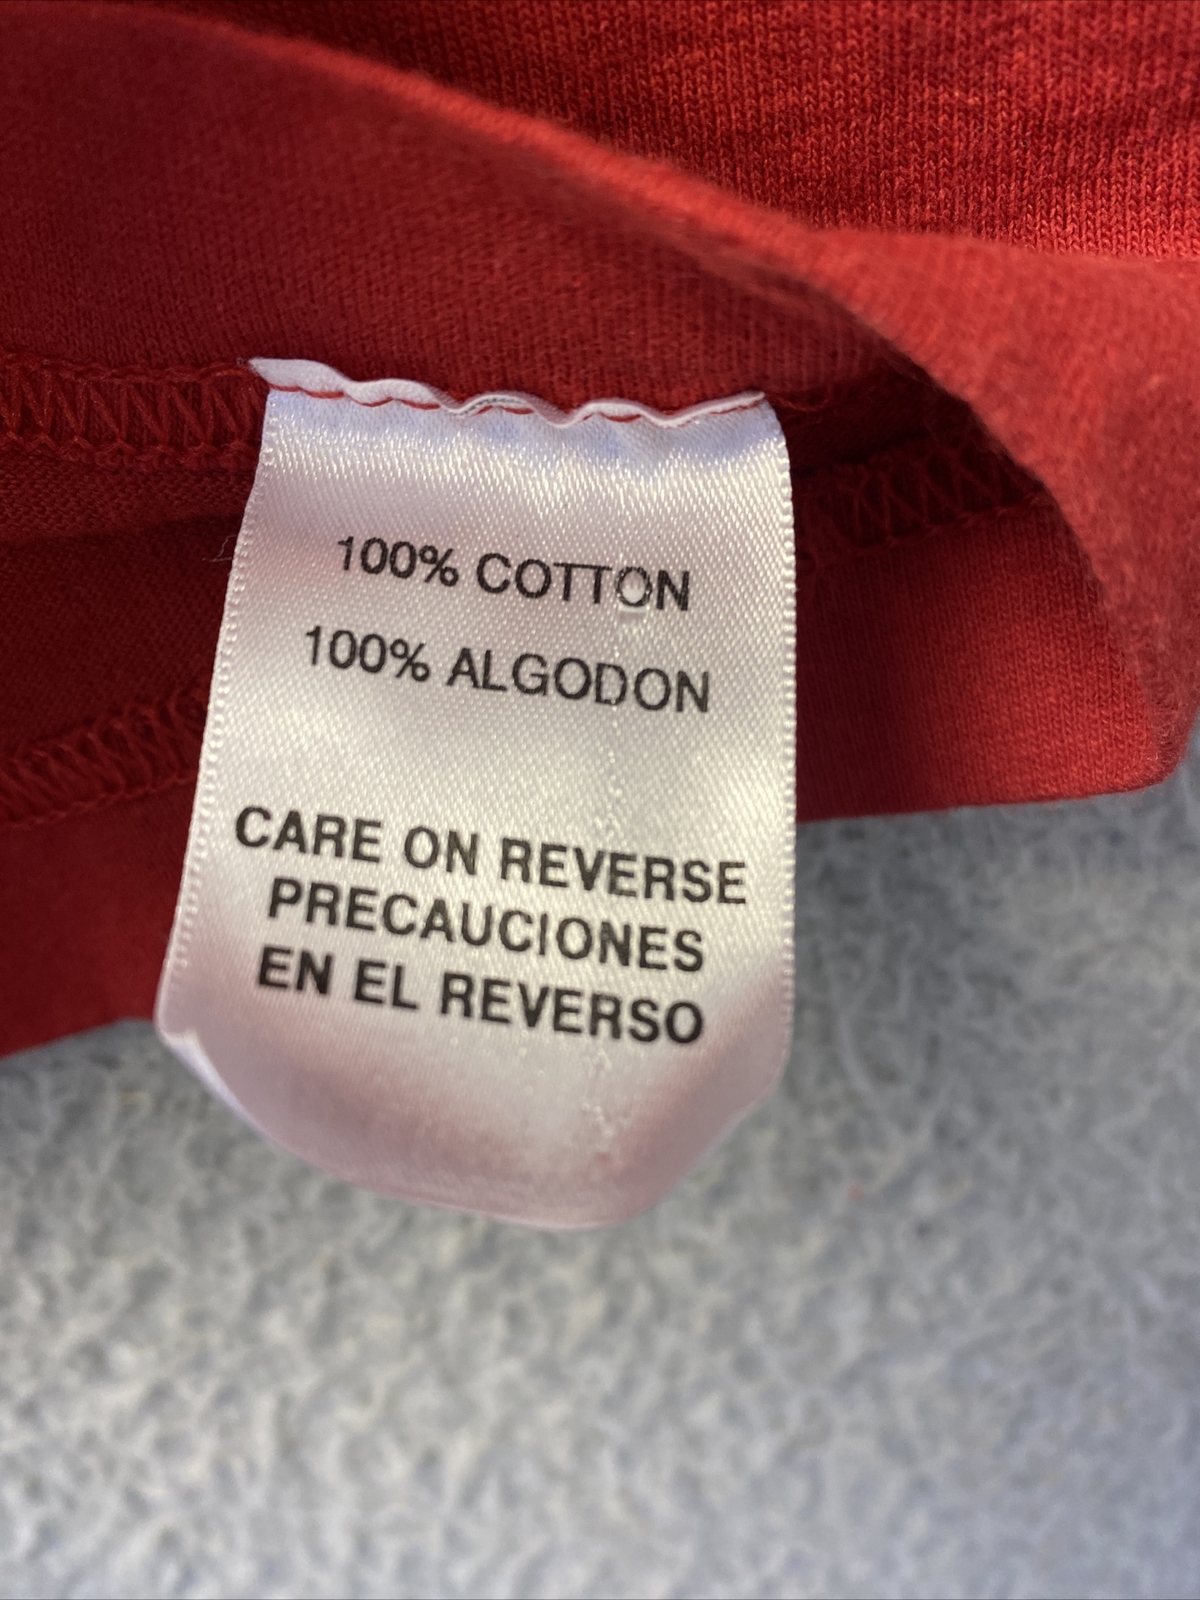 100% COTTON
100% ALGODON
CARE ON REVERSE
PRECAUCIONES
EN EL REVERSO